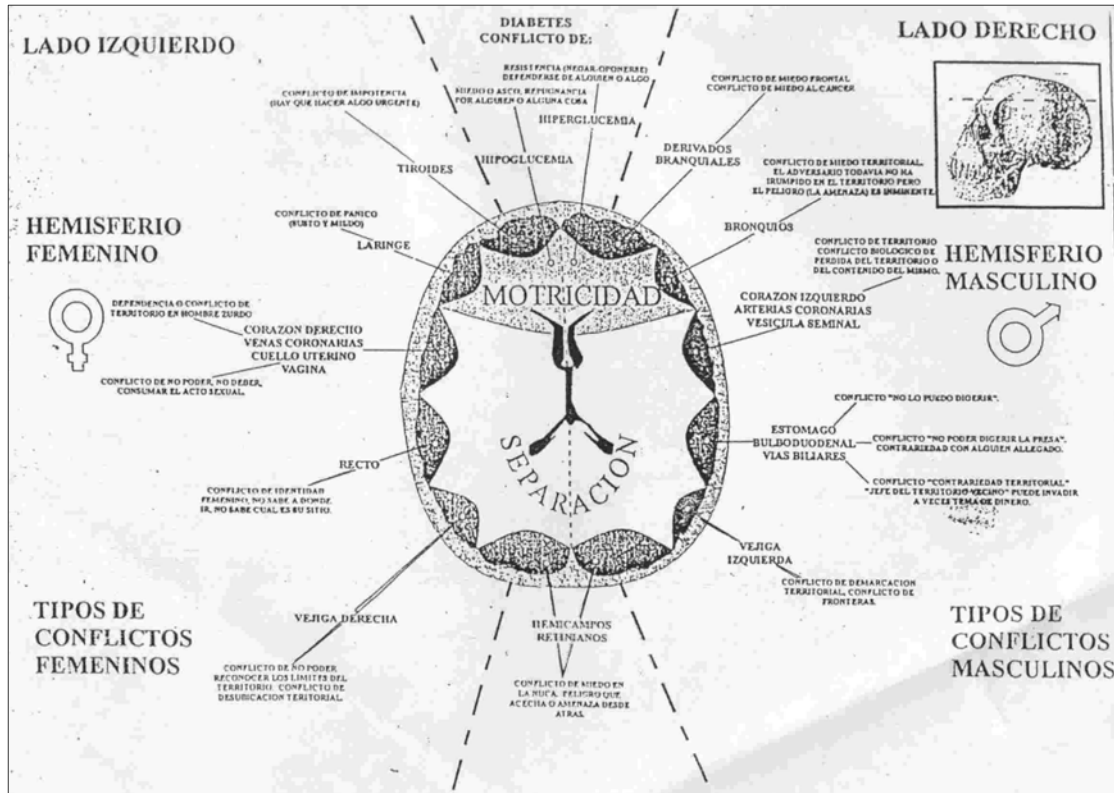 LADO IZQUIERDO
DIABETES
CONFLICTO DE:
LADO DERECHO
RESISTENCIA (NEGAR-OPONERSE)
DEFENDERSE DE ALGUIEN O ALGO
CONFLICTO DE IMPOTENCIA
(HAY QUE HACER ALGO URGENTE)
MIEDO O ASCO, REPUGNANCIA
POR ALGUIEN O ALGUNA COSA
CONFLICTO DE MIEDO FRONTAL
CONFLICTO DE MIEDO AL CANCER
HIPERGLUCEMIA
TIROIDES
HIPOGLUCEMIA
DERIVADOS
BRANQUIALES
CONFLICTO DE MIEDO TERRITORIAL.
EL ADVERSARIO TODAVIA NO HA
IRUMPIDO EN EL TERRITORIO PERO
EL PELIGRO (LA AMENAZA) ES INMINENTE.
HEMISFERIO
FEMENINO
CONFLICTO DE PANICO
(SUSTO Y MIEDO)
LARINGE
BRONQUIOS
CONFLICTO DE TERRITORIO
CONFLICTO BIOLOGICO DE
PERDIDA DEL TERRITORIO O
DEL CONTENIDO DEL MISMO.
HEMISFERIO
MASCULINO
MOTRICIDAD
DEPENDENCIA O CONFLICTO DE
TERRITORIO EN HOMBRE ZURDO
CORAZON DERECHO
VENAS CORONARIAS
CUELLO UTERINO
VAGINA
CORAZON IZQUIERDO
ARTERIAS CORONARIAS
VESICULA SEMINAL
CONFLICTO DE NO PODER, NO DEBER,
CONSUMAR EL ACTO SEXUAL.
CONFLICTO "NO LO PUEDO DIGERIR".
ESTOMAGO
BULBODUODENAL
VIAS BILIARES
CONFLICTO "NO PODER DIGERIR LA PRESA".
CONTRARIEDAD CON ALGUIEN ALLEGADO.
SEPARACION
RECTO
CONFLICTO DE IDENTIDAD
FEMENINO, NO SABE A DONDE
IR, NO SABE CUAL ES SU SITIO.
CONFLICTO "CONTRARIEDAD TERRITORIAL"
"JEFE DEL TERRITORIO VECINO" PUEDE INVADIR
A VECES TEMA DE DINERO.
VEJIGA
IZQUIERDA
CONFLICTO DE DEMARCACION
TERRITORIAL, CONFLICTO DE
FRONTERAS.
TIPOS DE
CONFLICTOS
FEMENINOS
VEJIGA DERECHA
HEMICAMPOS
RETINIANOS
TIPOS DE
CONFLICTOS
MASCULINOS
CONFLICTO DE NO PODER
RECONOCER LOS LIMITES DEL
TERRITORIO. CONFLICTO DE
DESUBICACION TERITORIAL.
CONFLICTO DE MIEDO EN
LA NUCA. PELIGRO QUE
ACECHA O AMENAZA DESDE
ATRAS.